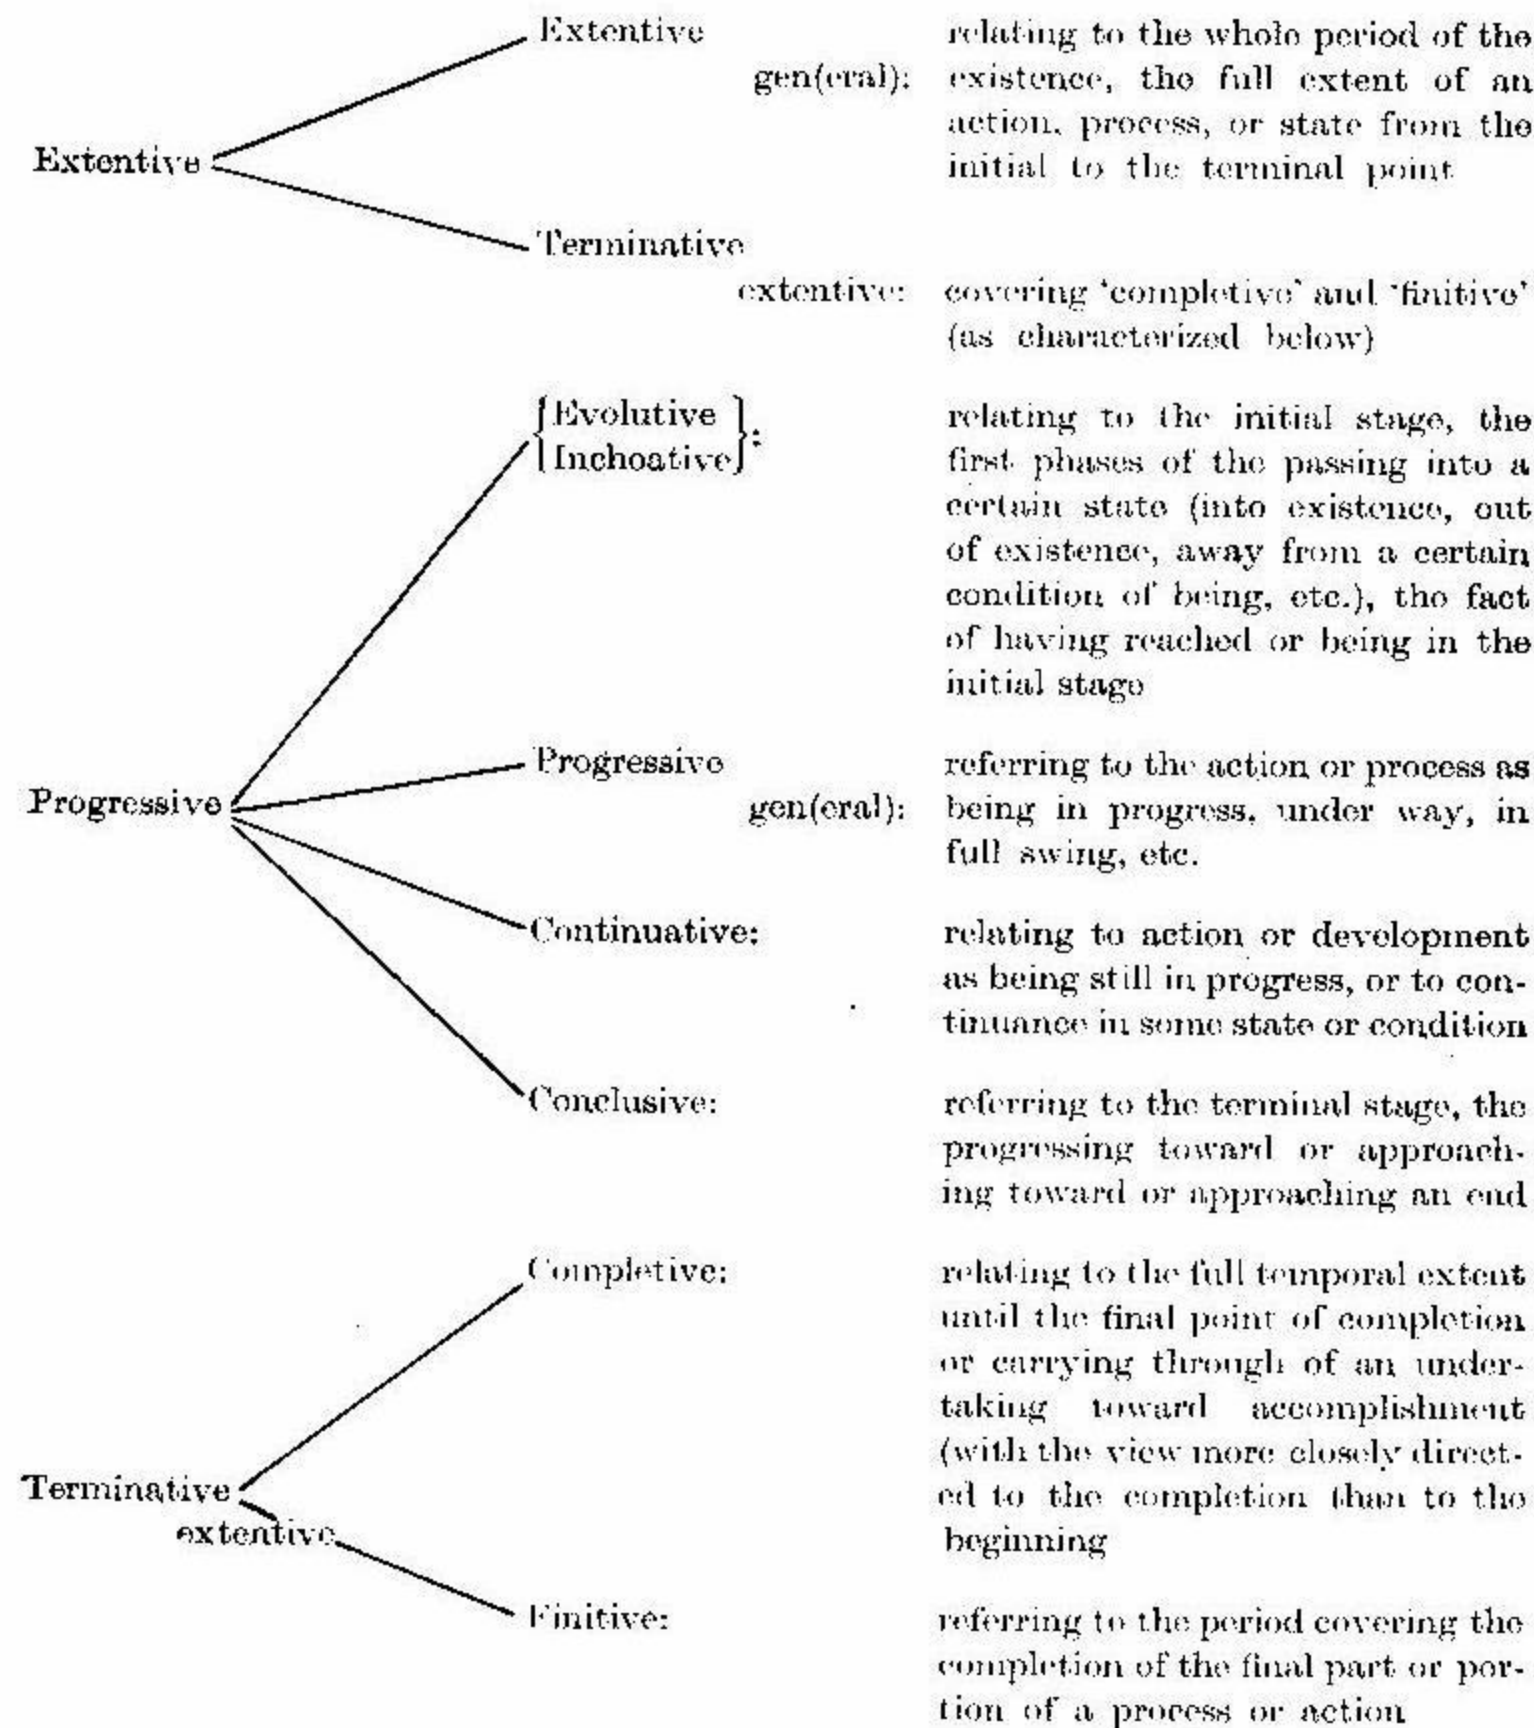 Extentive relating to the whole period of the
gen(eral): existence, the full extent of an
action, process, or state from the
Extentive initial to the terminal point
Terminative
extentive: covering ‘completive’ and ‘finitive’
(as characterized below)
{Evolutive
Inchoative}: relating to the initial stage, the
first phases of the passing into a
certain state (into existence, out
of existence, away from a certain
condition of being, etc.), the fact
of having reached or being in the
initial stage
Progressive referring to the action or process as
Progressive gen(eral): being in progress, under way, in
full swing, etc.
Continuative: relating to action or development
as being still in progress, or to con-
tinuance in some state or condition
Conclusive: referring to the terminal stage, the
progressing toward or approach-
ing toward or approaching an end
Completive: relating to the full temporal extent
until the final point of completion
or carrying through of an under-
taking toward accomplishment
(with the view more closely direct-
Terminative ed to the completion than to the
extentive beginning
Finitive: referring to the period covering the
completion of the final part or por-
tion of a process or action